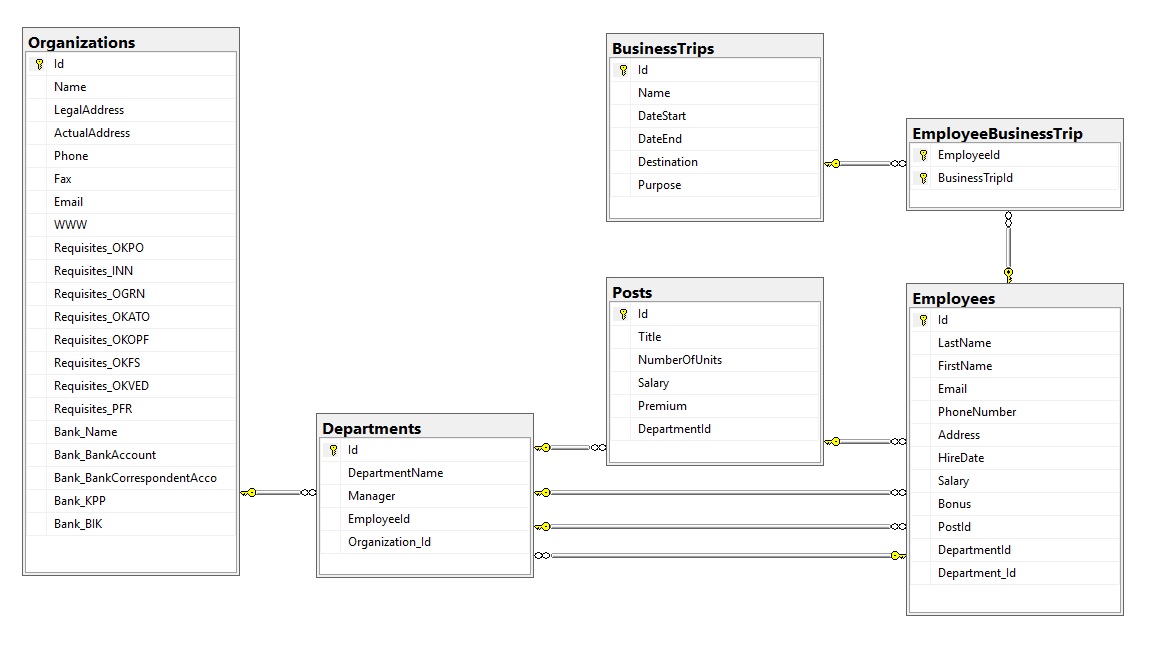 Organizations
Id
Name
LegalAddress
ActualAddress
Phone
Fax
Email
WWW
Requisites_OKPO
Requisites_INN
Requisites_OGRN
Requisites_OKATO
Requisites_OKOPF
Requisites_OKFS
Requisites_OKVED
Requisites_PFR
Bank_Name
Bank_BankAccount
Bank_BankCorrespondentAcco
Bank_KPP
Bank_BIK
Departments
Id
DepartmentName
Manager
EmployeeId
Organization_Id
BusinessTrips
Id
Name
DateStart
DateEnd
Destination
Purpose
Posts
Id
Title
NumberOfUnits
Salary
Premium
DepartmentId
EmployeeBusinessTrip
EmployeeId
BusinessTripId
Employees
Id
LastName
FirstName
Email
PhoneNumber
Address
HireDate
Salary
Bonus
PostId
DepartmentId
Department_Id